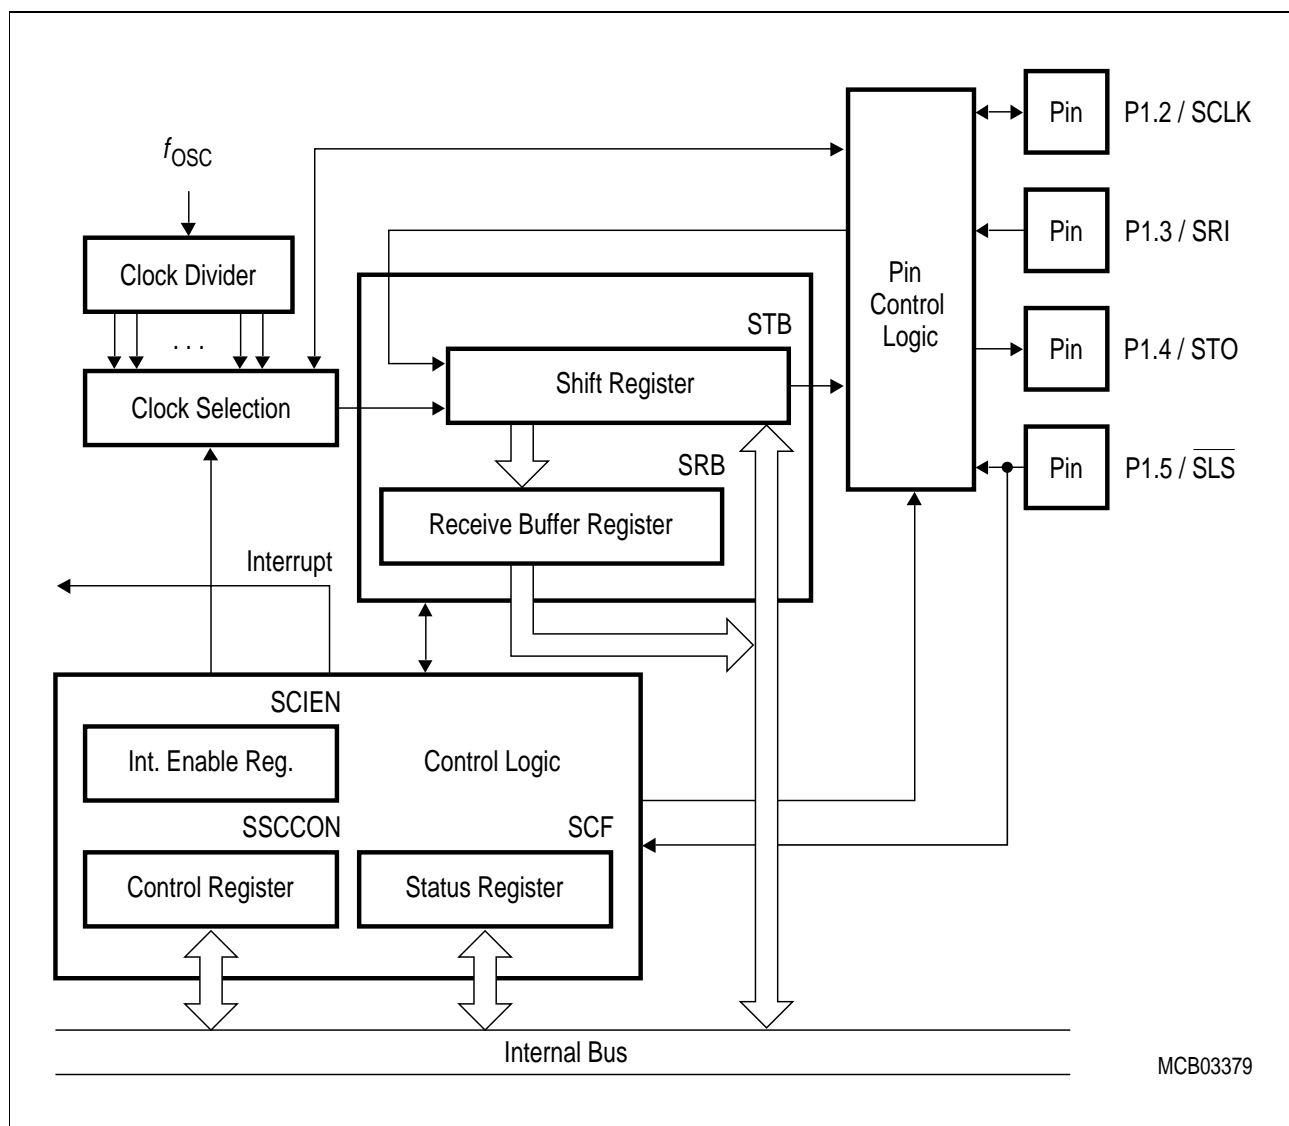 Pin P1.2 / SCLK
fOSC
Pin P1.3 / SRI
Clock Divider
Pin
Control
Logic
STB
Pin P1.4 / STO
. . .
Shift Register
Clock Selection
SRB
Pin P1.5 / S̅L̅S̅
Receive Buffer Register
Interrupt
SCIEN
Int. Enable Reg.
Control Logic
SSCCON
SCF
Control Register
Status Register
Internal Bus
MCB03379